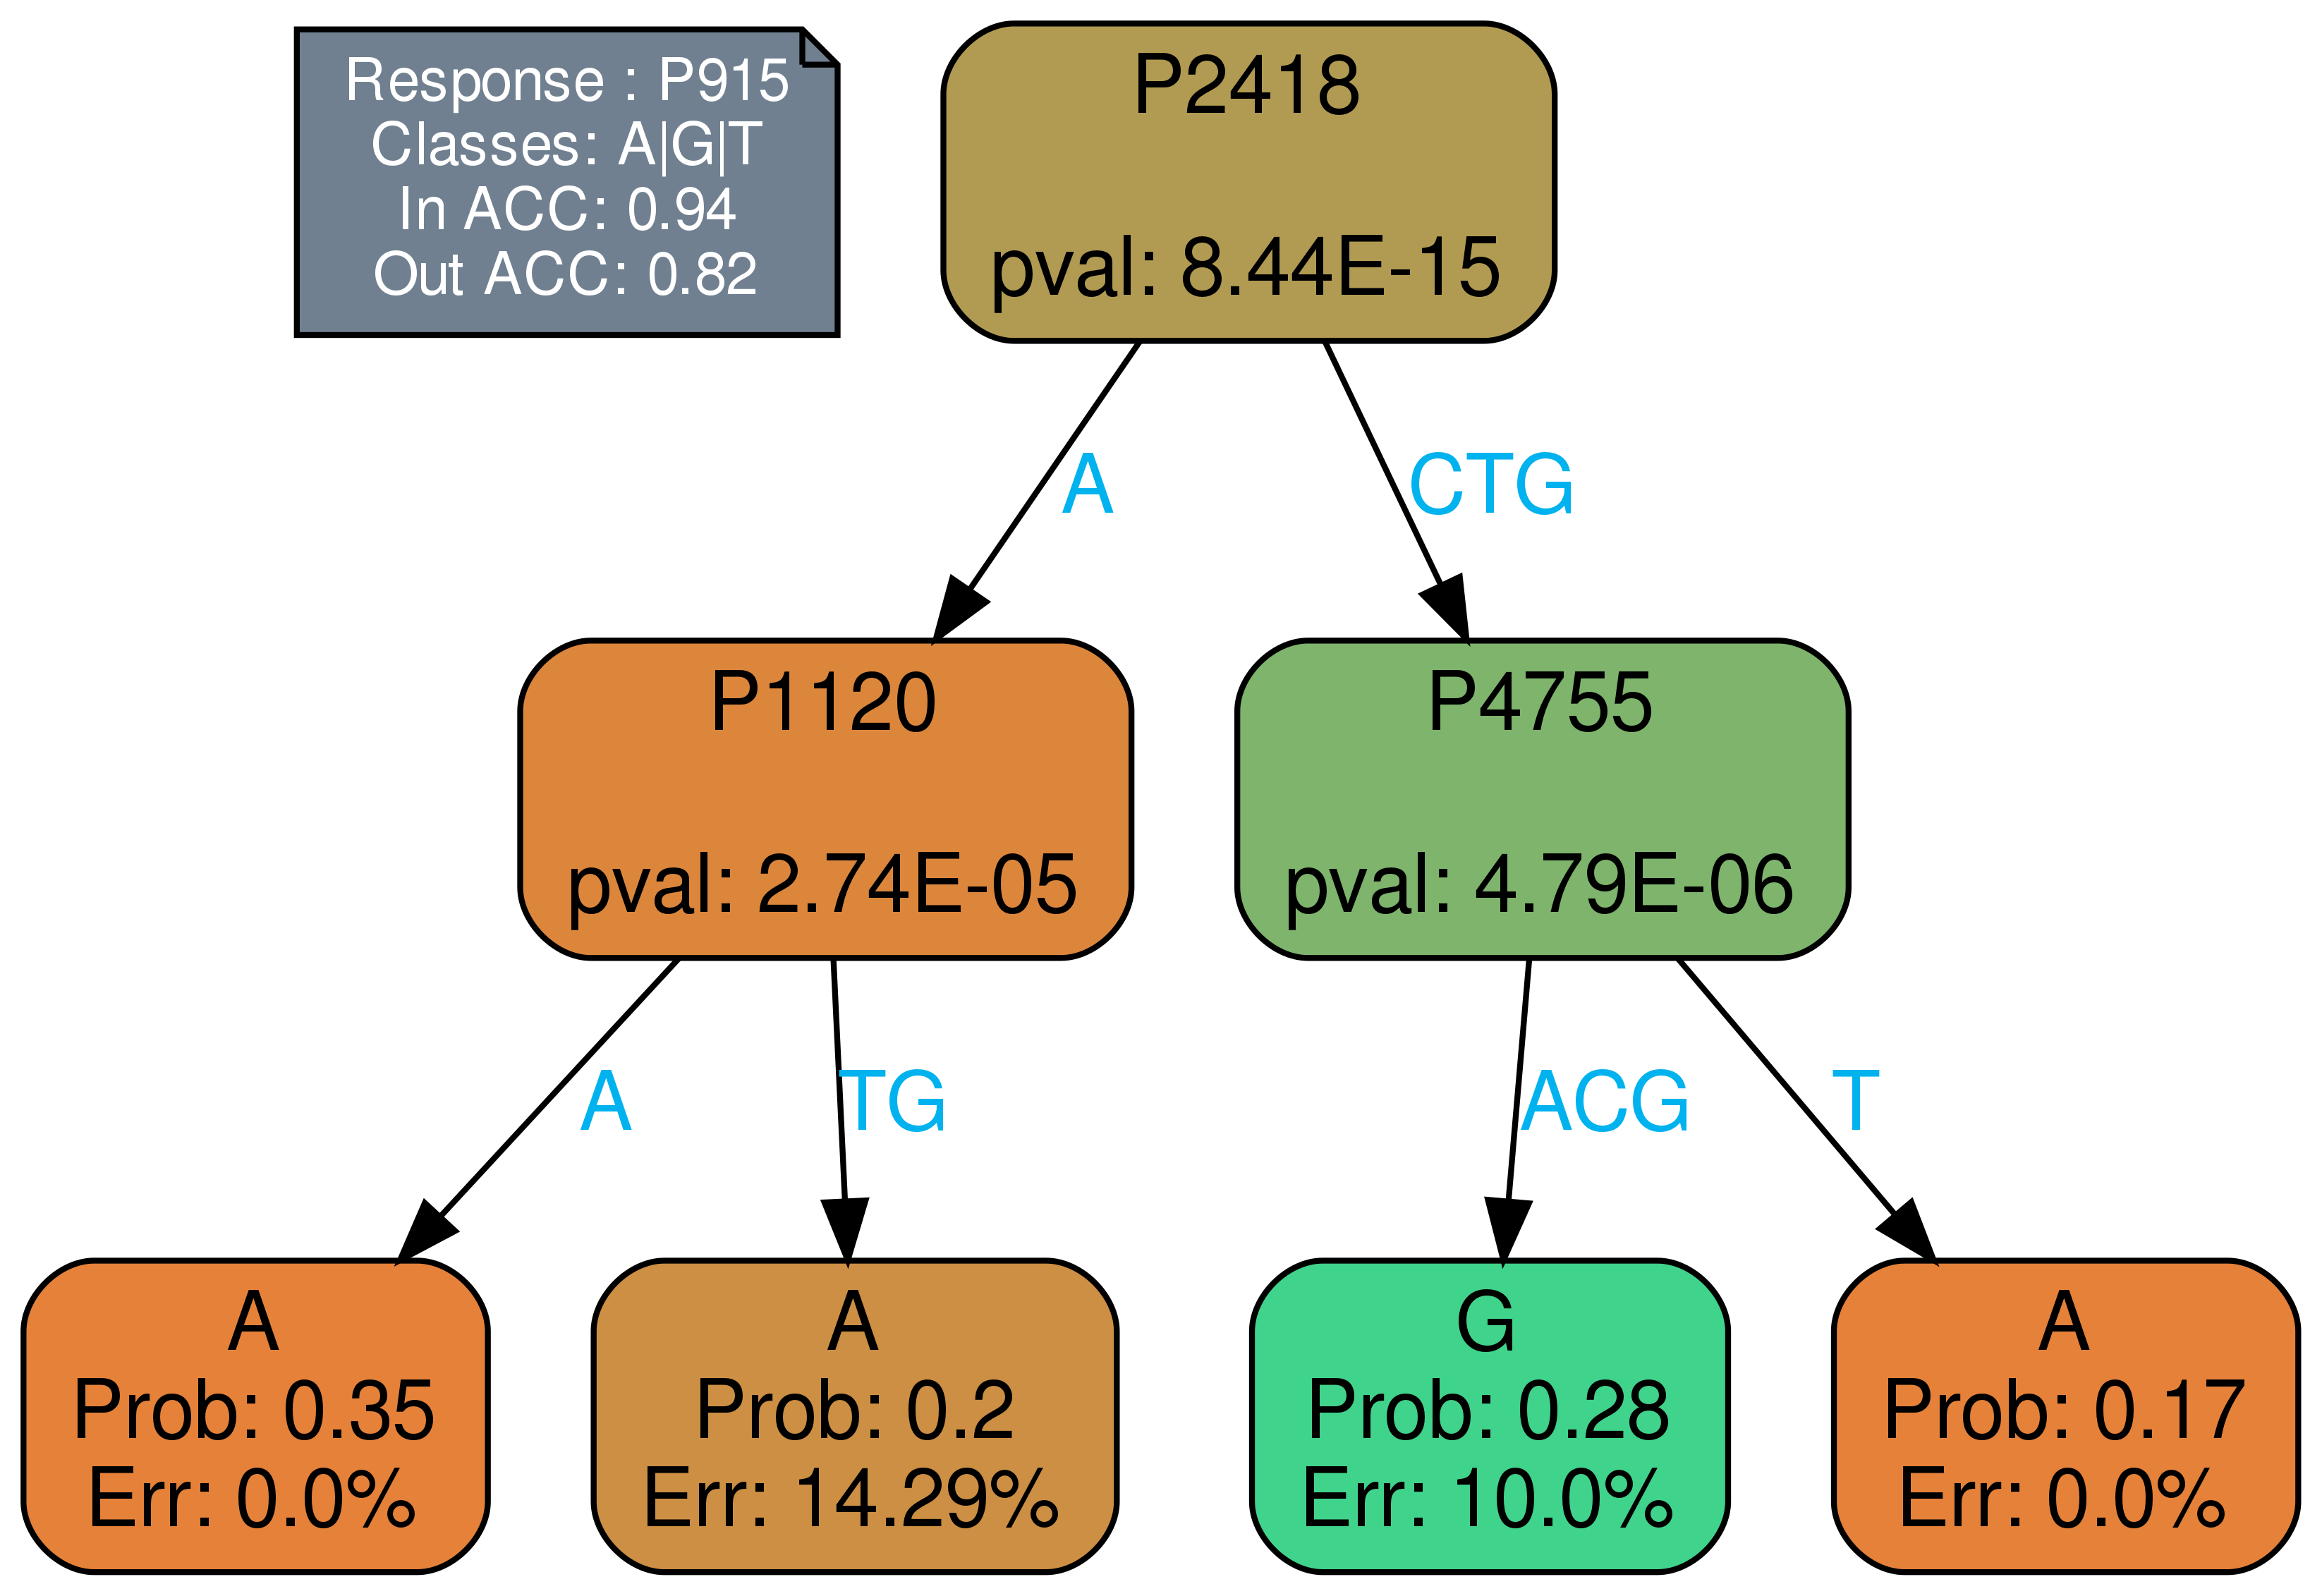 Response : P915
Classes: A|G|T
In ACC: 0.94
Out ACC: 0.82
P2418
pval: 8.44E-15
A
CTG
P1120
pval: 2.74E-05
P4755
pval: 4.79E-06
A
TG
ACG
T
A
Prob: 0.35
Err: 0.0%
A
Prob: 0.2
Err: 14.29%
G
Prob: 0.28
Err: 10.0%
A
Prob: 0.17
Err: 0.0%